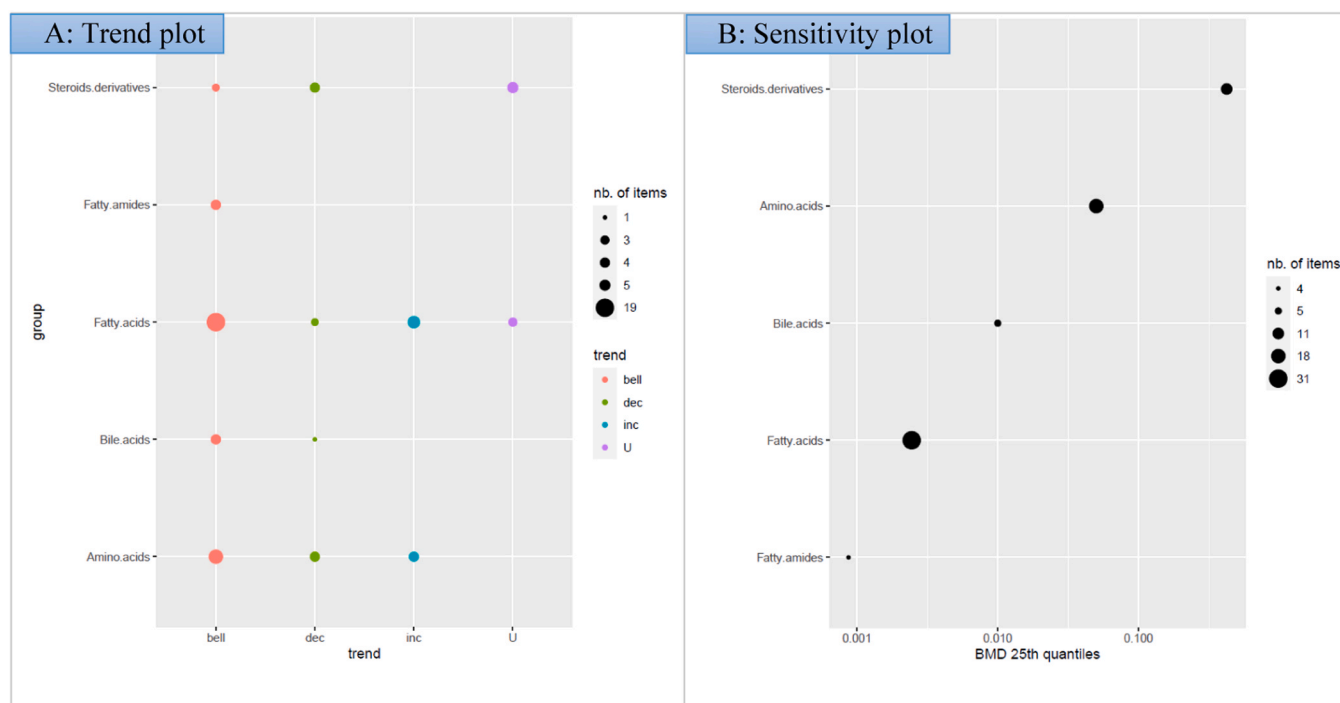 A: Trend plot
group
Steroids.derivatives
Fatty.amides
Fatty.acids
Bile.acids
Amino.acids
bell
dec
inc
U
trend
nb. of items
1
3
4
5
19
trend
bell
dec
inc
U
B: Sensitivity plot
Steroids.derivatives
Amino.acids
Bile.acids
Fatty.acids
Fatty.amides
0.001
0.010
0.100
BMD 25th quantiles
nb. of items
4
5
11
18
31